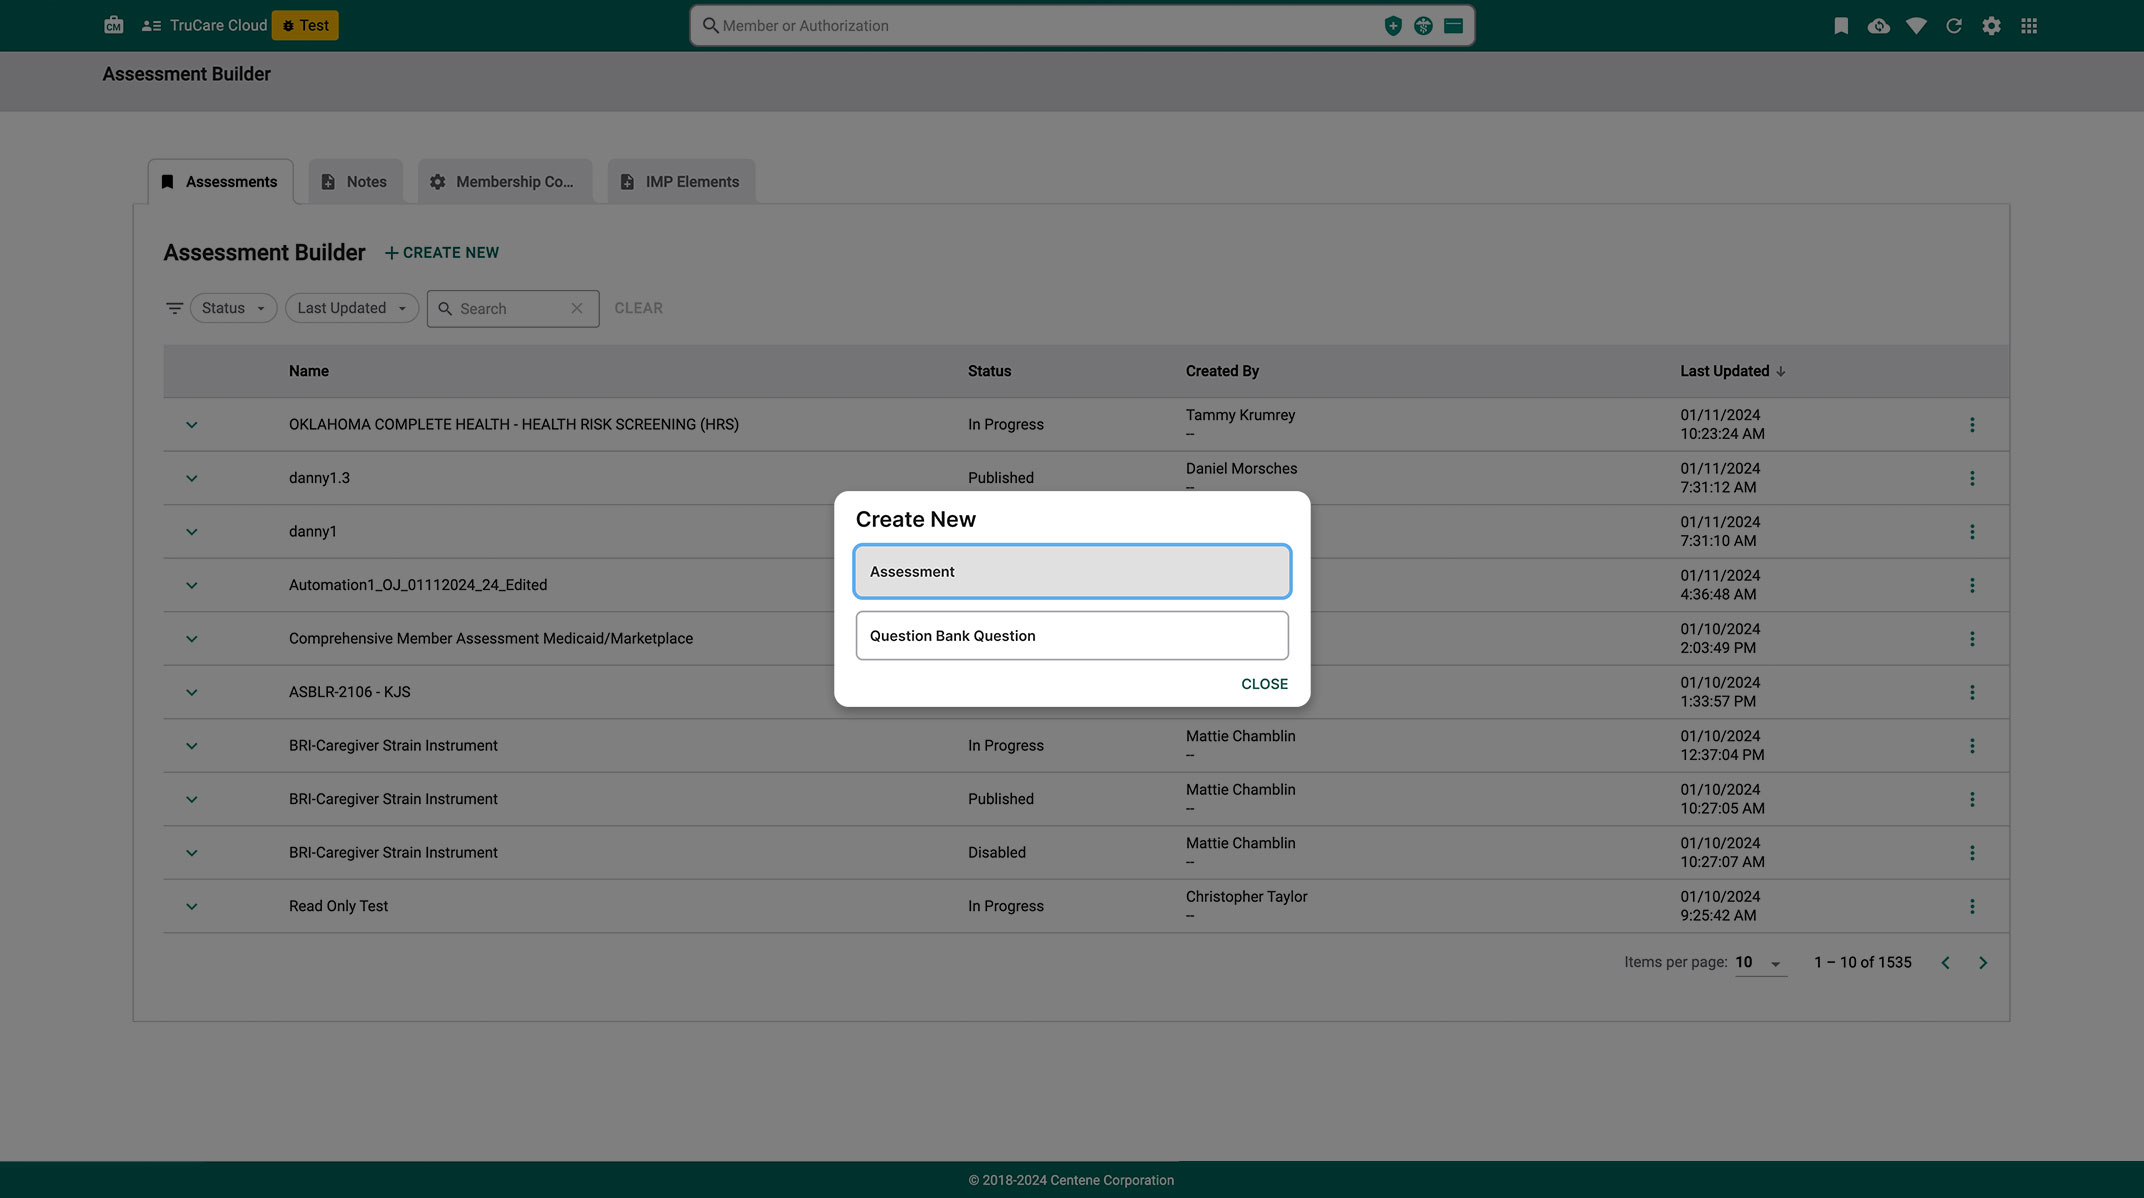 CM TruCare Cloud Test Member or Authorization
Assessment Builder
Assessments Notes Membership Co... IMP Elements
Assessment Builder + CREATE NEW
Status Last Updated Search CLEAR
Name Status Created By Last Updated
OKLAHOMA COMPLETE HEALTH - HEALTH RISK SCREENING (HRS) In Progress Tammy Krumrey 01/11/2024
-- 10:23:24 AM
danny1.3 Published Daniel Morsches 01/11/2024
-- 7:31:12 AM
danny1 01/11/2024
7:31:10 AM
Automation1_OJ_01112024_24_Edited 01/11/2024
4:36:48 AM
Comprehensive Member Assessment Medicaid/Marketplace 01/10/2024
2:03:49 PM
ASBLR-2106 - KJS 01/10/2024
1:33:57 PM
BRI-Caregiver Strain Instrument In Progress Mattie Chamblin 01/10/2024
-- 12:37:04 PM
BRI-Caregiver Strain Instrument Published Mattie Chamblin 01/10/2024
-- 10:27:05 AM
BRI-Caregiver Strain Instrument Disabled Mattie Chamblin 01/10/2024
-- 10:27:07 AM
Read Only Test In Progress Christopher Taylor 01/10/2024
-- 9:25:42 AM
Items per page: 10 1 – 10 of 1535
Create New
Assessment
Question Bank Question
CLOSE
© 2018-2024 Centene Corporation